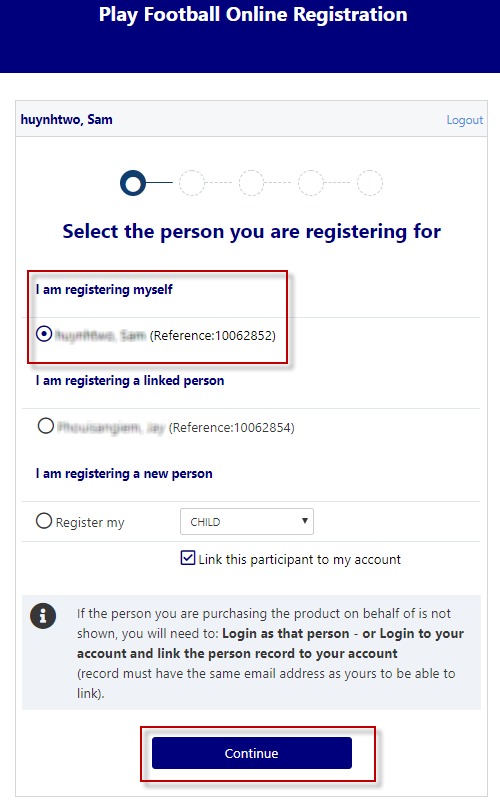 Play Football Online Registration
huynhtwo, Sam
Logout
Select the person you are registering for
I am registering myself
huynhtwo, Sam (Reference:10062852)
I am registering a linked person
(Reference:10062854)
I am registering a new person
Register my CHILD
Link this participant to my account
If the person you are purchasing the product on behalf of is not
shown, you will need to: Login as that person - or Login to your
account and link the person record to your account
(record must have the same email address as yours to be able to
link).
Continue